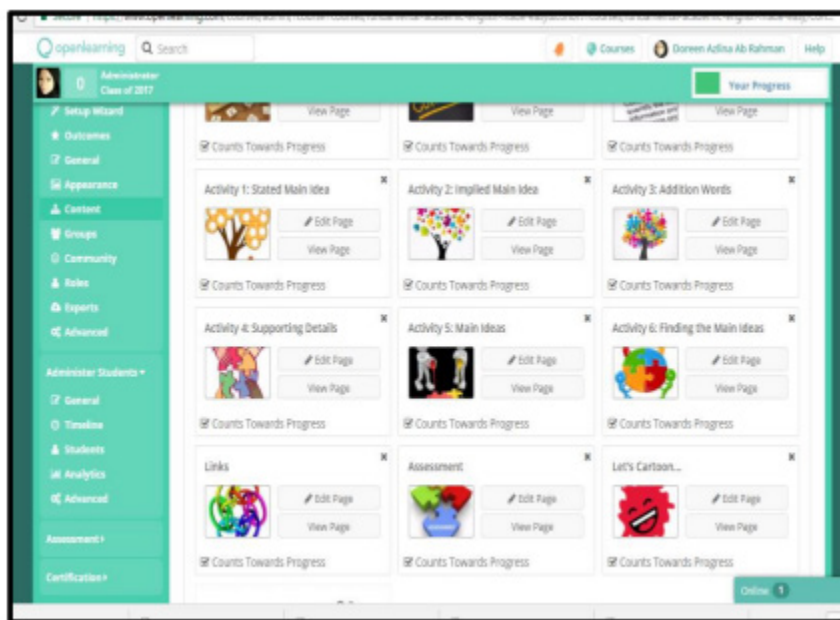 openlearning Search Courses Doreen Azlina Ab Rahman Help
0 Administrator
Class of 2017
Your Progress
Setup Wizard
Outcomes
General
Appearance
Content
Groups
Community
Roles
Experts
Advanced
Administer Students
General
Timeline
Students
Analytics
Advanced
Assessment
Certification
View Page View Page View Page
Counts Towards Progress Counts Towards Progress Counts Towards Progress
Activity 1: Stated Main Idea Activity 2: Implied Main Idea Activity 3: Addition Words
Edit Page Edit Page Edit Page
View Page View Page View Page
Counts Towards Progress Counts Towards Progress Counts Towards Progress
Activity 4: Supporting Details Activity 5: Main Ideas Activity 6: Finding the Main Ideas
Edit Page Edit Page Edit Page
View Page View Page View Page
Counts Towards Progress Counts Towards Progress Counts Towards Progress
Links Assessment Let's Cartoon...
Edit Page Edit Page Edit Page
View Page View Page View Page
Counts Towards Progress Counts Towards Progress Counts Towards Progress
Online 1